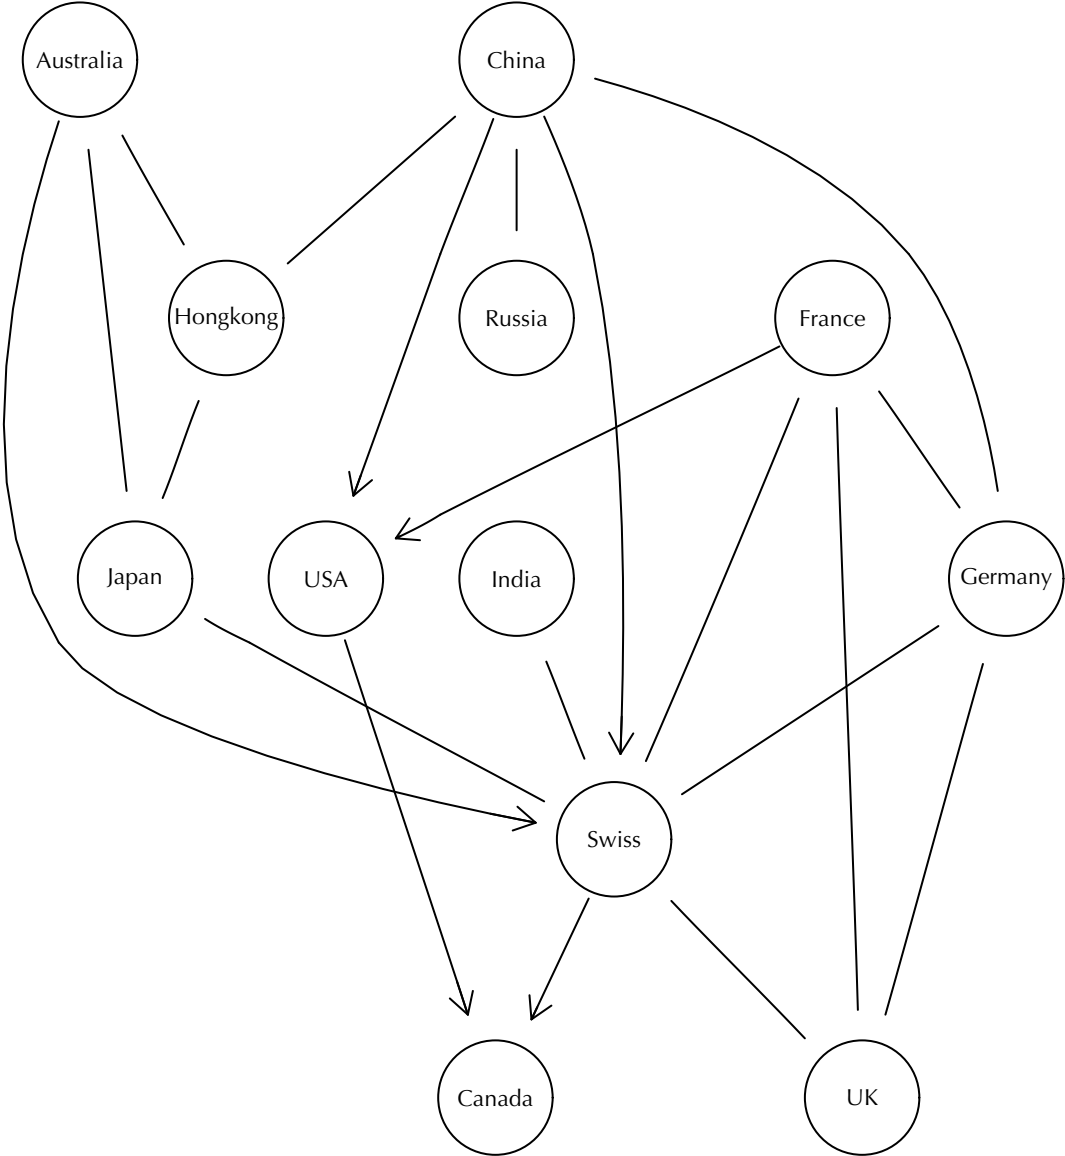 Australia
China
Hongkong
Russia
France
Japan
USA
India
Germany
Swiss
Canada
UK